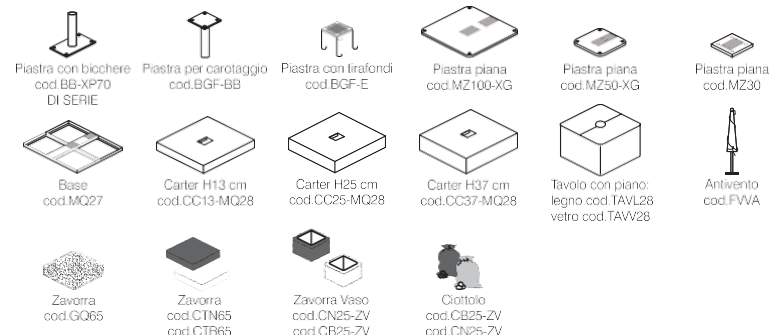 Piastra con bicchere
cod.BB-XP70
DI SERIE
Piastra per carotaggio
cod.BGF-BB
Piastra con tirafondi
cod.BGF-E
Piastra piana
cod.MZ100-XG
Piastra piana
cod.MZ50-XG
Piastra piana
cod.MZ30
Base
cod.MQ27
Carter H13 cm
cod.CC13-MQ28
Carter H25 cm
cod.CC25-MQ28
Carter H37 cm
cod.CC37-MQ28
Tavolo con piano:
legno cod.TAVL28
vetro cod.TAVV28
Antivento
cod.FVVA
Zavorra
cod.GQ65
Zavorra
cod.CTN65
cod.CTB65
Zavorra Vaso
cod.CN25-ZV
cod.CB25-ZV
Ciottolo
cod.CB25-ZV
cod.CN25-ZV